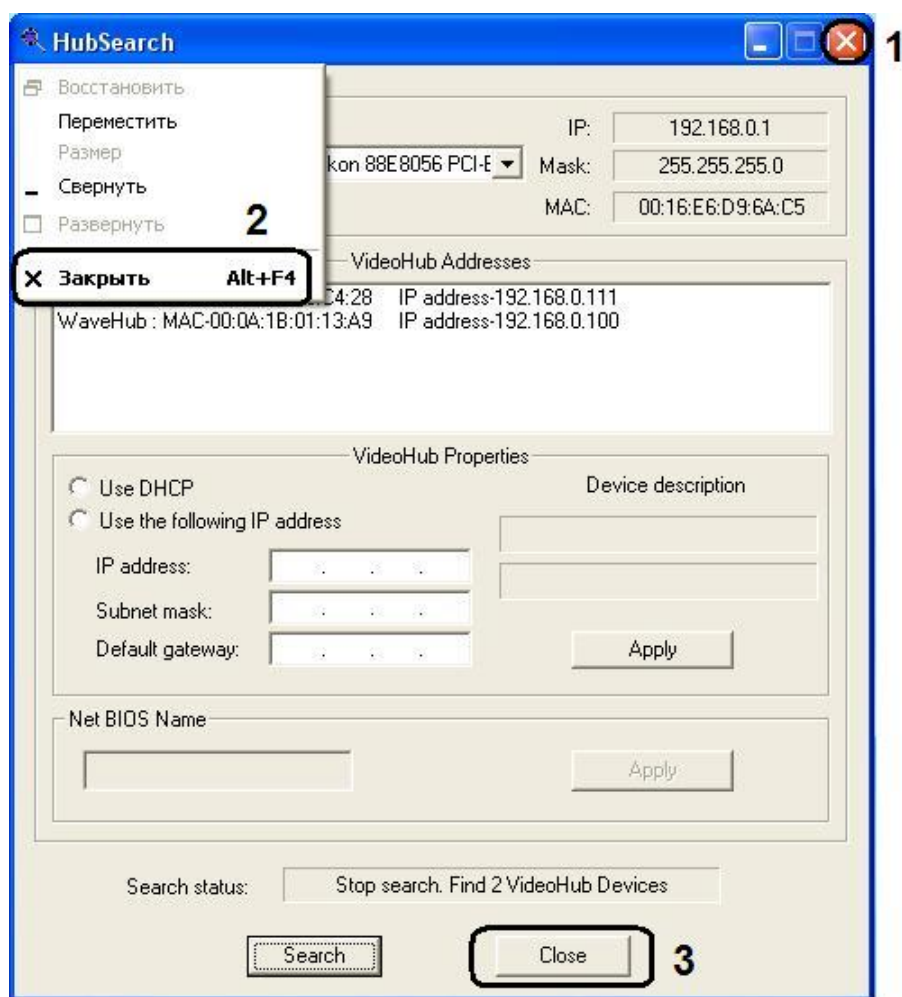 HubSearch
1
Восстановить
Переместить
Размер
Свернуть
Развернуть
2
Закрыть Alt+F4
IP: 192.168.0.1
kon 88E8056 PCI-E Mask: 255.255.255.0
MAC: 00:16:E6:D9:6A:C5
VideoHub Addresses
C4:28 IP address-192.168.0.111
WaveHub : MAC-00:0A:1B:01:13:A9 IP address-192.168.0.100
VideoHub Properties
Use DHCP
Device description
Use the following IP address
IP address:
Subnet mask:
Default gateway:
Apply
Net BIOS Name
Apply
Search status: Stop search. Find 2 VideoHub Devices
Search
Close
3